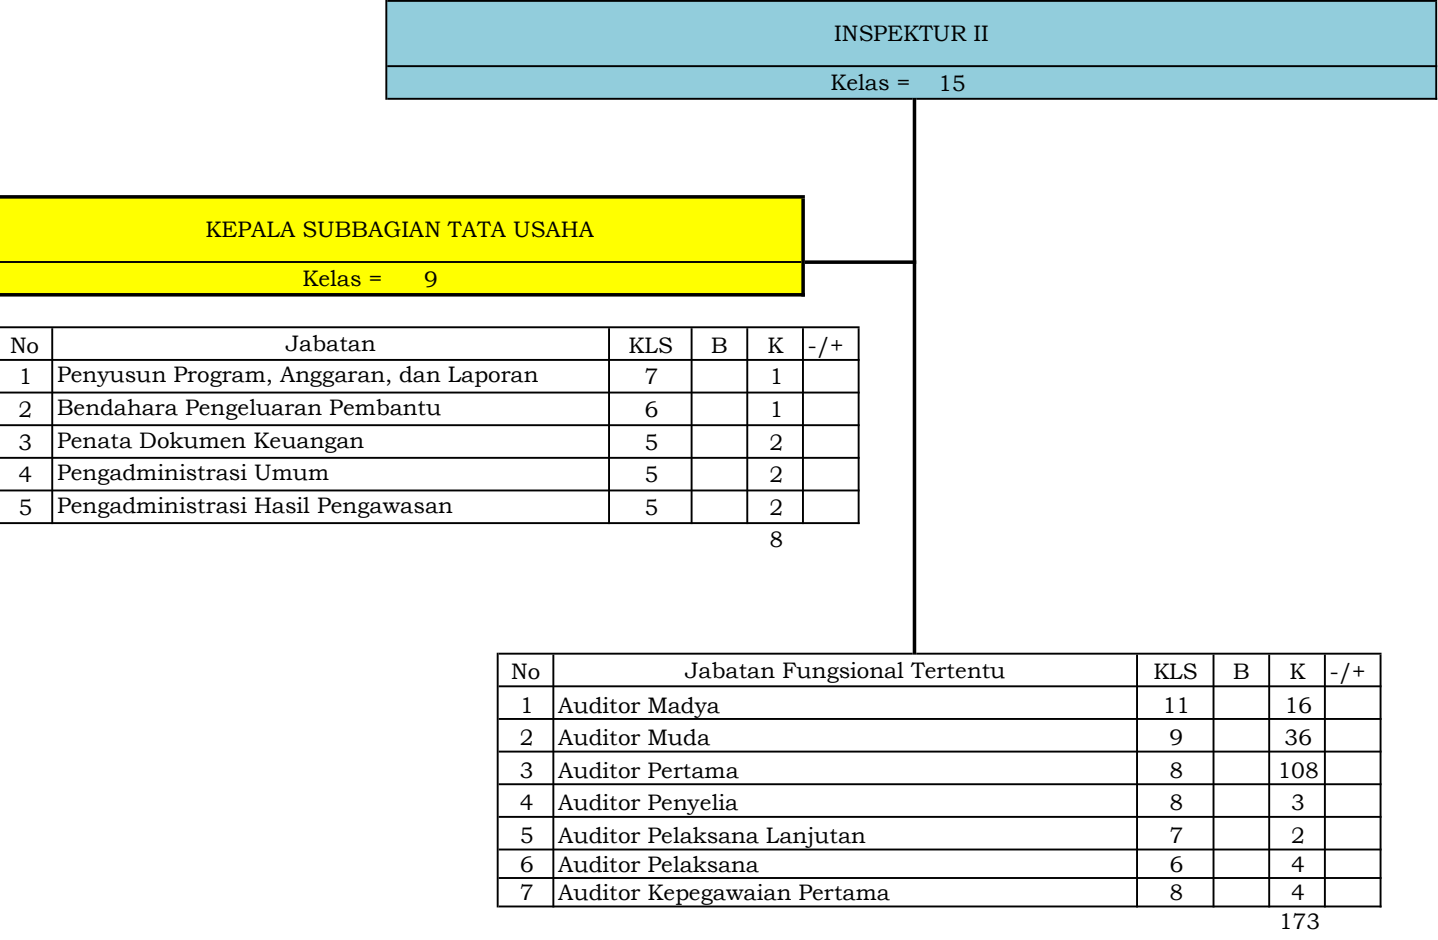 INSPEKTUR II
Kelas = 15
KEPALA SUBBAGIAN TATA USAHA
Kelas = 9
No Jabatan KLS B K -/+
1 Penyusun Program, Anggaran, dan Laporan 7 1
2 Bendahara Pengeluaran Pembantu 6 1
3 Penata Dokumen Keuangan 5 2
4 Pengadministrasi Umum 5 2
5 Pengadministrasi Hasil Pengawasan 5 2
8
No Jabatan Fungsional Tertentu KLS B K -/+
1 Auditor Madya 11 16
2 Auditor Muda 9 36
3 Auditor Pertama 8 108
4 Auditor Penyelia 8 3
5 Auditor Pelaksana Lanjutan 7 2
6 Auditor Pelaksana 6 4
7 Auditor Kepegawaian Pertama 8 4
173